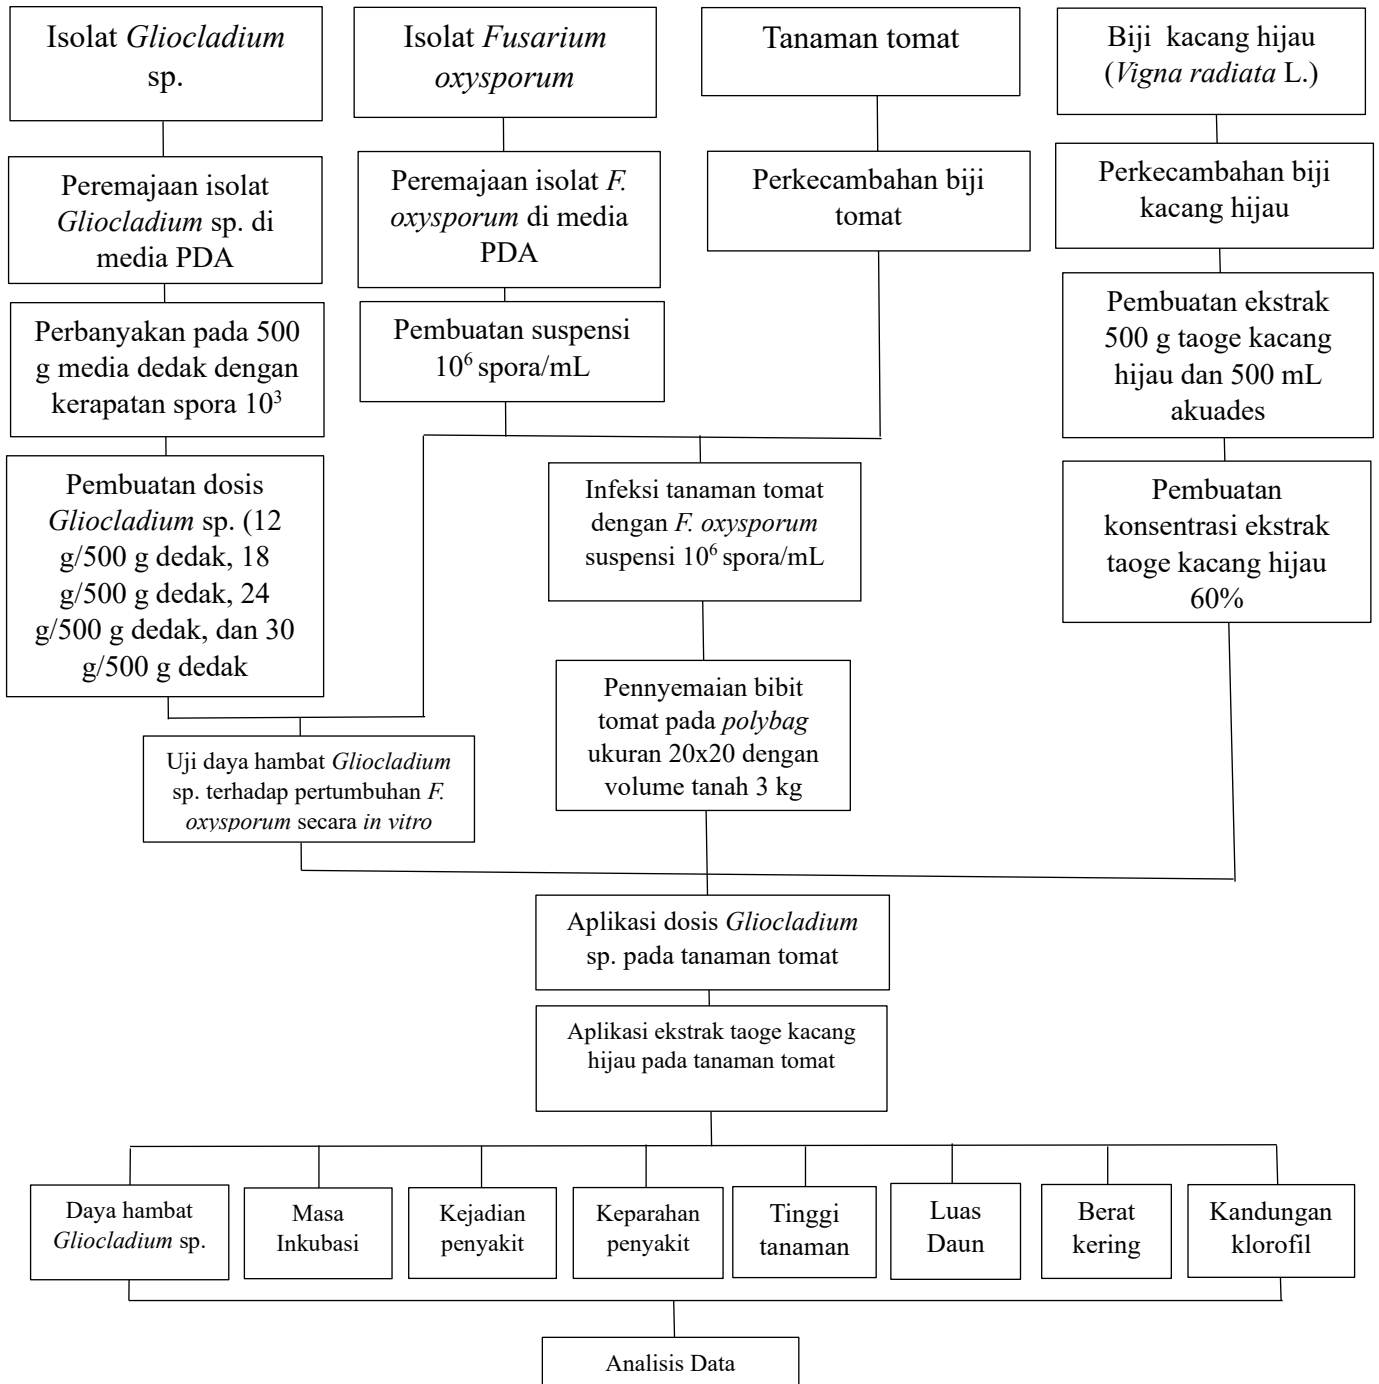 Isolat Gliocladium
sp.
Isolat Fusarium
oxysporum
Tanaman tomat
Biji kacang hijau
(Vigna radiata L.)
Peremajaan isolat
Gliocladium sp. di
media PDA
Peremajaan isolat F.
oxysporum di media
PDA
Perkecambahan biji
tomat
Perkecambahan biji
kacang hijau
Perbanyakan pada 500
g media dedak dengan
kerapatan spora 10³
Pembuatan suspensi
10⁶ spora/mL
Pembuatan ekstrak
500 g taoge kacang
hijau dan 500 mL
akuades
Pembuatan dosis
Gliocladium sp. (12
g/500 g dedak, 18
g/500 g dedak, 24
g/500 g dedak, dan 30
g/500 g dedak
Infeksi tanaman tomat
dengan F. oxysporum
suspensi 10⁶ spora/mL
Pembuatan
konsentrasi ekstrak
taoge kacang hijau
60%
Pennyemaian bibit
tomat pada polybag
ukuran 20x20 dengan
volume tanah 3 kg
Uji daya hambat Gliocladium
sp. terhadap pertumbuhan F.
oxysporum secara in vitro
Aplikasi dosis Gliocladium
sp. pada tanaman tomat
Aplikasi ekstrak taoge kacang
hijau pada tanaman tomat
Daya hambat
Gliocladium sp.
Masa
Inkubasi
Kejadian
penyakit
Keparahan
penyakit
Tinggi
tanaman
Luas
Daun
Berat
kering
Kandungan
klorofil
Analisis Data